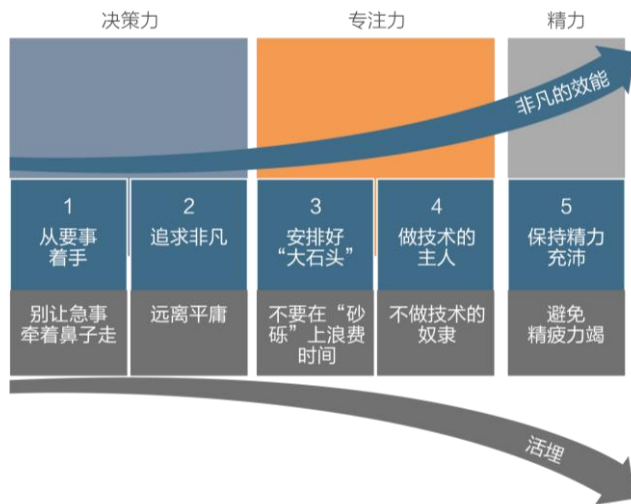 决策力
专注力
精力
非凡的效能
1
从要事
着手
2
追求非凡
3
安排好
“大石头”
4
做技术的
主人
5
保持精力
充沛
别让急事
牵着鼻子走
远离平庸
不要在“砂
砾”上浪费
时间
不做技术的
奴隶
避免
精疲力竭
活埋